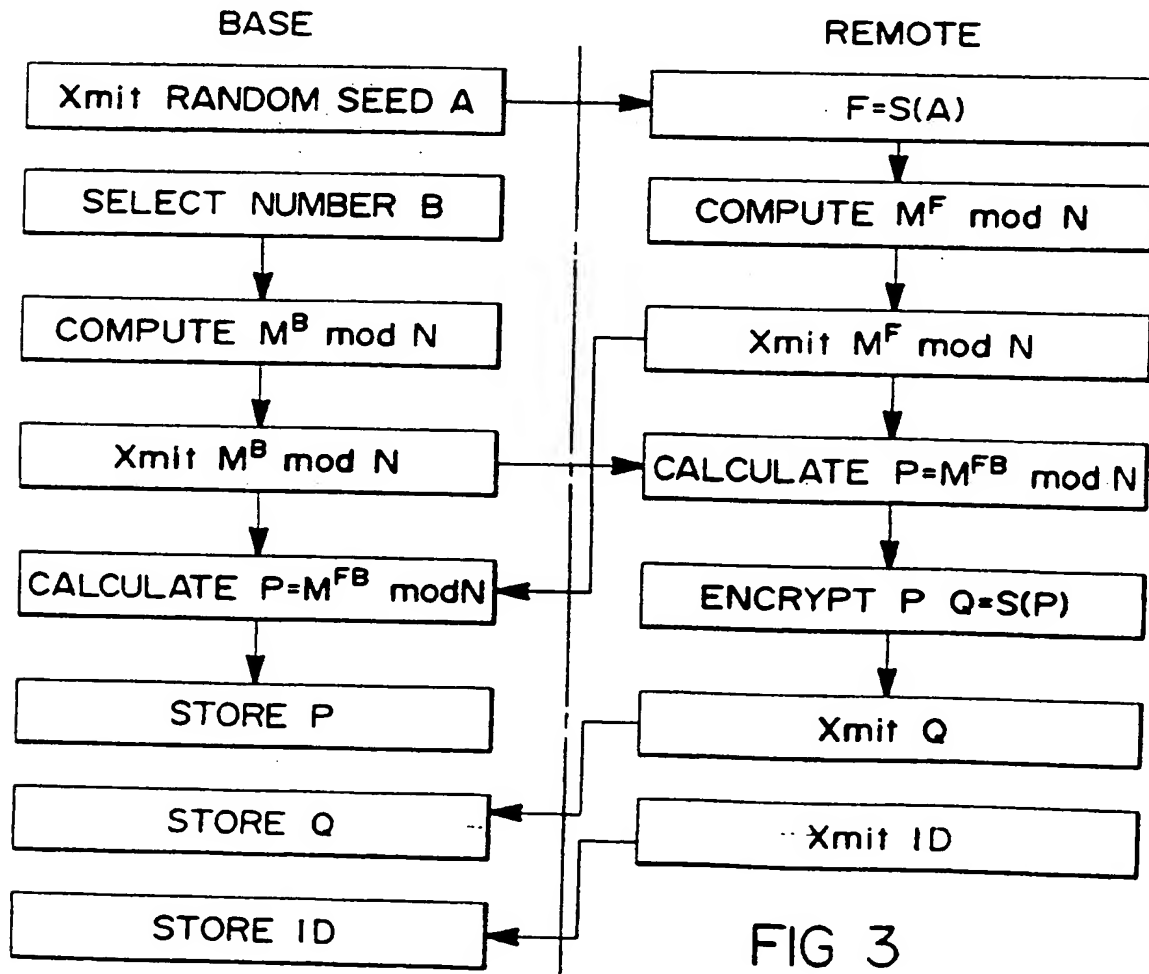 BASE
REMOTE
Xmit RANDOM SEED A
F=S(A)
SELECT NUMBER B
COMPUTE M^F mod N
COMPUTE M^B mod N
Xmit M^F mod N
Xmit M^B mod N
CALCULATE P=M^FB mod N
CALCULATE P=M^FB modN
ENCRYPT P Q=S(P)
STORE P
Xmit Q
STORE Q
Xmit ID
STORE ID
FIG 3